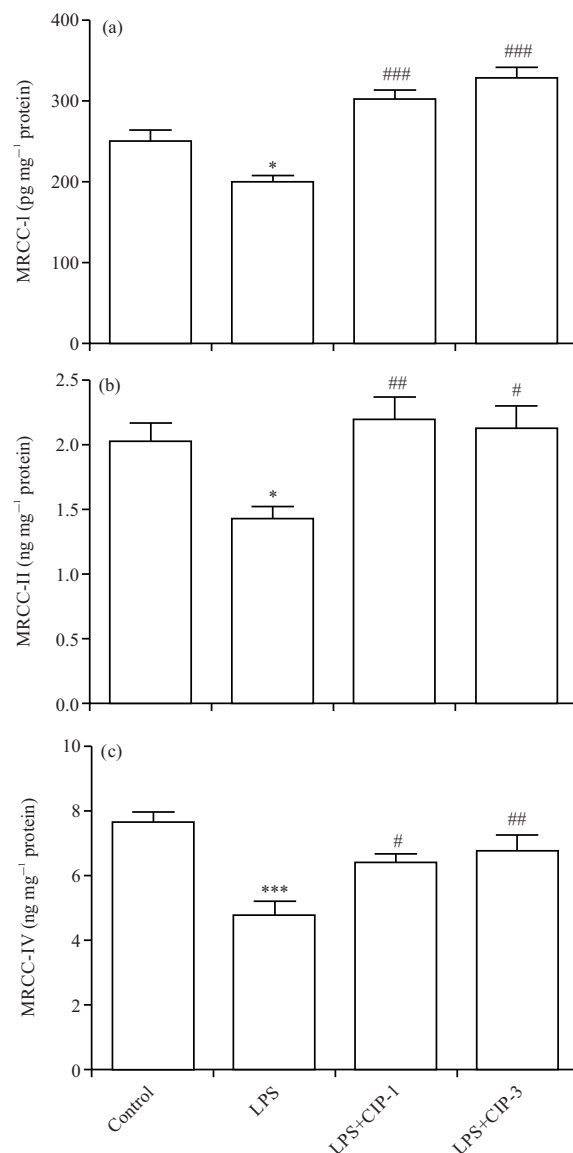 (a)
MRCC-I (pg mg⁻¹ protein)
400
300
200
100
0
*
###
###
(b)
MRCC-II (ng mg⁻¹ protein)
2.5
2.0
1.5
1.0
0.5
0.0
*
##
#
(c)
MRCC-IV (ng mg⁻¹ protein)
10
8
6
4
2
0
***
#
##
Control
LPS
LPS+CIP-1
LPS+CIP-3